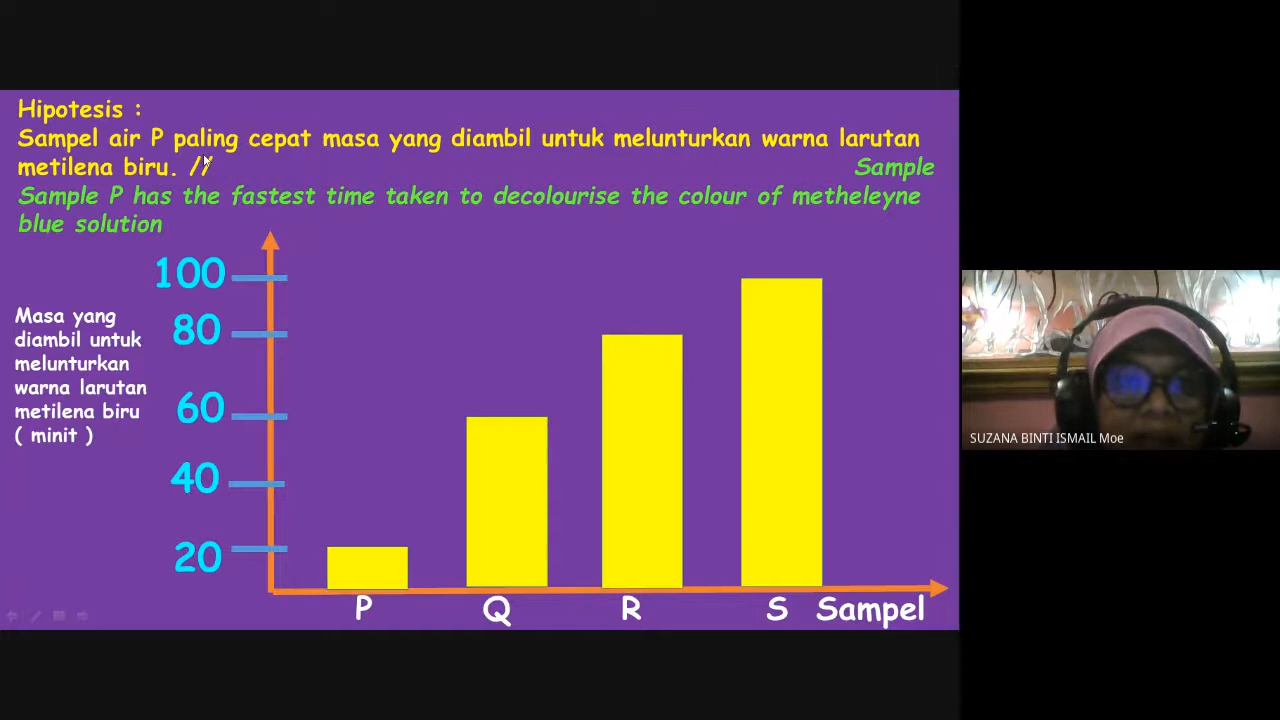 Hipotesis :
Sampel air P paling cepat masa yang diambil untuk melunturkan warna larutan
metilena biru. // Sample
Sample P has the fastest time taken to decolourise the colour of metheleyne
blue solution
Masa yang
diambil untuk
melunturkan
warna larutan
metilena biru
( minit )
100
80
60
40
20
P Q R S Sampel
SUZANA BINTI ISMAIL Moe